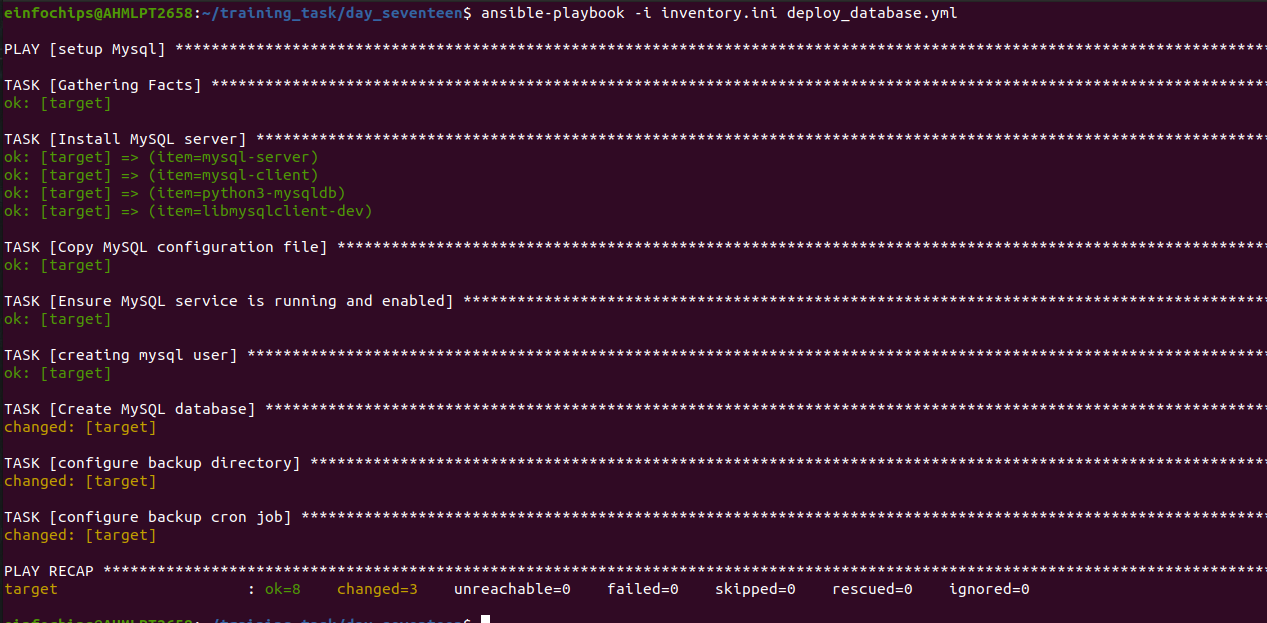 einfochips@AHMLPT2658:~/training_task/day_seventeen$ ansible-playbook -i inventory.ini deploy_database.yml
PLAY [setup Mysql] *************************************************************************************************************************
TASK [Gathering Facts] *********************************************************************************************************************
ok: [target]
TASK [Install MySQL server] ****************************************************************************************************************
ok: [target] => (item=mysql-server)
ok: [target] => (item=mysql-client)
ok: [target] => (item=python3-mysqldb)
ok: [target] => (item=libmysqlclient-dev)
TASK [Copy MySQL configuration file] *******************************************************************************************************
ok: [target]
TASK [Ensure MySQL service is running and enabled] *****************************************************************************************
ok: [target]
TASK [creating mysql user] *****************************************************************************************************************
ok: [target]
TASK [Create MySQL database] ***************************************************************************************************************
changed: [target]
TASK [configure backup directory] **********************************************************************************************************
changed: [target]
TASK [configure backup cron job] ***********************************************************************************************************
changed: [target]
PLAY RECAP *********************************************************************************************************************************
target                     : ok=8    changed=3    unreachable=0    failed=0    skipped=0    rescued=0    ignored=0
einfochips@AHMLPT2658:~/training_task/day_seventeen$